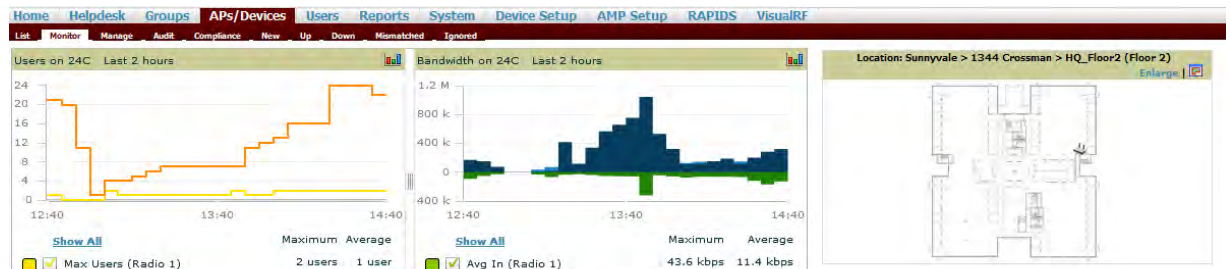 Home Helpdesk Groups APs/Devices Users Reports System Device Setup AMP Setup RAPIDS VisualRF
List Monitor Manage Audit Compliance New Up Down Mismatched Ignored
Users on 24C Last 2 hours
24
20
16
12
8
4
0
12:40 13:40 14:40
Show All
Maximum Average
Max Users (Radio 1) 2 users 1 user
Bandwidth on 24C Last 2 hours
1.2 M
800 k
400 k
0
400 k
12:40 13:40 14:40
Show All
Maximum Average
Avg In (Radio 1) 43.6 kbps 11.4 kbps
Location: Sunnyvale > 1344 Crossman > HQ_Floor2 (Floor 2)
Enlarge |